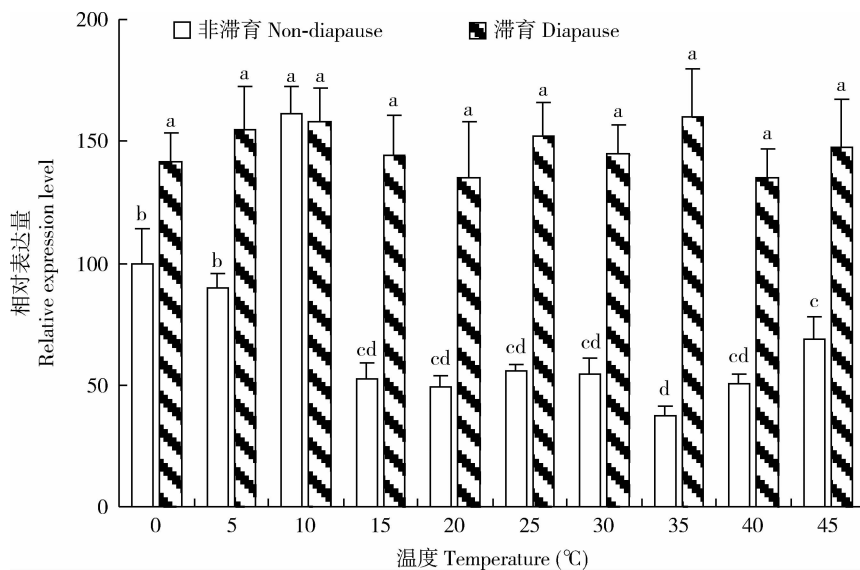 非滞育 Non-diapause
滞育 Diapause
相对表达量
Relative expression level
200
150
100
50
0
b
a
b
a
a
a
cd
a
cd
a
cd
a
cd
a
d
a
cd
a
c
a
0 5 10 15 20 25 30 35 40 45
温度 Temperature (℃)